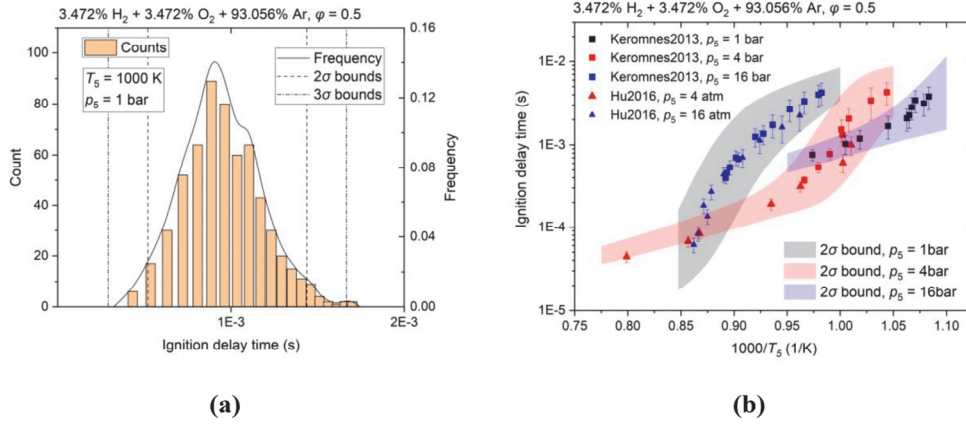 3.472% H₂ + 3.472% O₂ + 93.056% Ar, φ = 0.5
100
80
60
40
20
0
Count
Counts
T₅ = 1000 K
p₅ = 1 bar
Frequency
2σ bounds
3σ bounds
0.16
0.12
0.08
0.04
0.00
Frequency
1E-3
2E-3
Ignition delay time (s)
(a)
3.472% H₂ + 3.472% O₂ + 93.056% Ar, φ = 0.5
Keromnes2013, p₅ = 1 bar
Keromnes2013, p₅ = 4 bar
Keromnes2013, p₅ = 16 bar
Hu2016, p₅ = 4 atm
Hu2016, p₅ = 16 atm
1E-2
1E-3
1E-4
1E-5
Ignition delay time (s)
2σ bound, p₅ = 1bar
2σ bound, p₅ = 4bar
2σ bound, p₅ = 16bar
0.75
0.80
0.85
0.90
0.95
1.00
1.05
1.10
1000/T₅ (1/K)
(b)